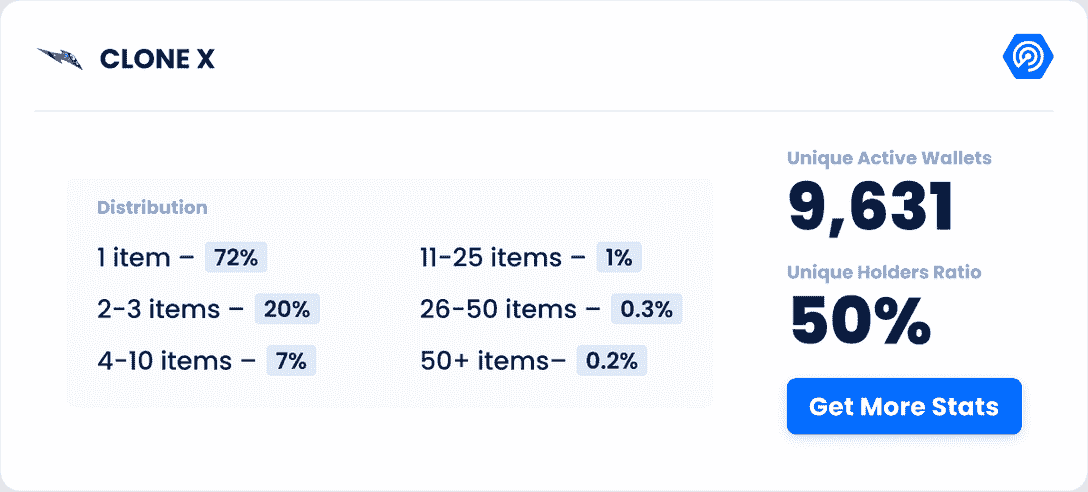 CLONE X
Distribution
1 item – 72%
2-3 items – 20%
4-10 items – 7%
11-25 items – 1%
26-50 items – 0.3%
50+ items– 0.2%
Unique Active Wallets
9,631
Unique Holders Ratio
50%
Get More Stats